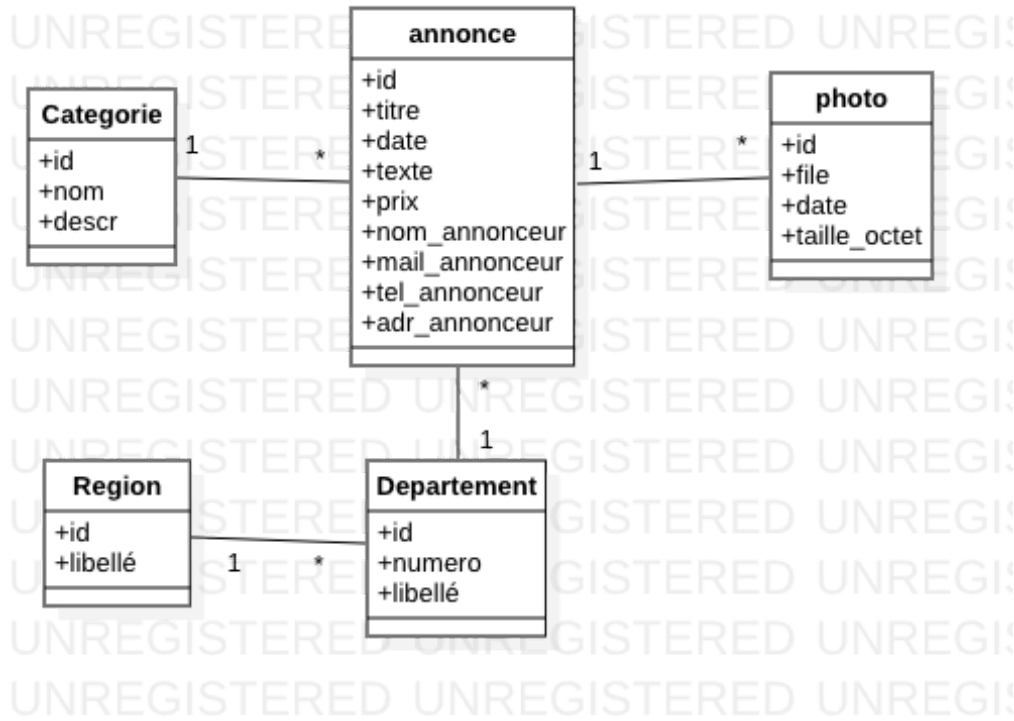 annonce
+id
+titre
+date
+texte
+prix
+nom_annonceur
+mail_annonceur
+tel_annonceur
+adr_annonceur
Categorie
+id
+nom
+descr
1
*
photo
+id
+file
+date
+taille_octet
1
*
*
1
Region
+id
+libellé
1
*
Departement
+id
+numero
+libellé
UNREGISTERED UNREGISTERED UNREGIS